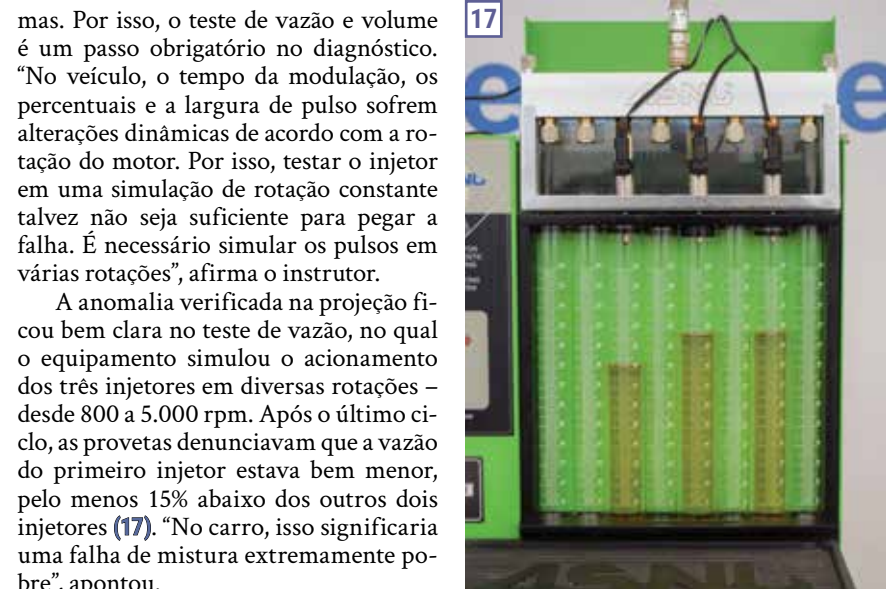 mas. Por isso, o teste de vazão e volume
é um passo obrigatório no diagnóstico.
“No veículo, o tempo da modulação, os
percentuais e a largura de pulso sofrem
alterações dinâmicas de acordo com a ro-
tação do motor. Por isso, testar o injetor
em uma simulação de rotação constante
talvez não seja suficiente para pegar a
falha. É necessário simular os pulsos em
várias rotações”, afirma o instrutor.
A anomalia verificada na projeção fi-
cou bem clara no teste de vazão, no qual
o equipamento simulou o acionamento
dos três injetores em diversas rotações –
desde 800 a 5.000 rpm. Após o último ci-
clo, as provetas denunciavam que a vazão
do primeiro injetor estava bem menor,
pelo menos 15% abaixo dos outros dois
injetores (17). “No carro, isso significaria
uma falha de mistura extremamente po-
bre”, apontou.
17
e
e